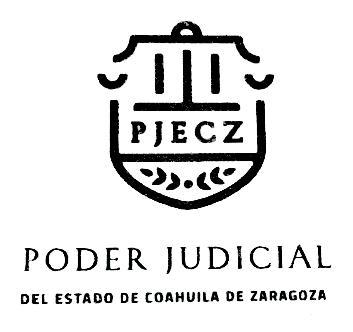 PJECZ
PODER JUDICIAL
DEL ESTADO DE COAHUILA DE ZARAGOZA